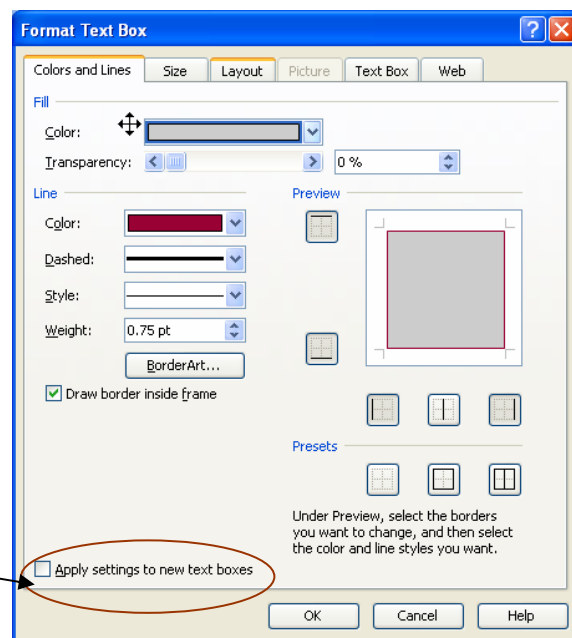 Format Text Box
Colors and Lines Size Layout Picture Text Box Web
Fill
Color:
Transparency: 0 %
Line Preview
Color:
Dashed:
Style:
Weight: 0.75 pt
BorderArt...
Draw border inside frame
Presets
Under Preview, select the borders
you want to change, and then select
the color and line styles you want.
Apply settings to new text boxes
OK Cancel Help